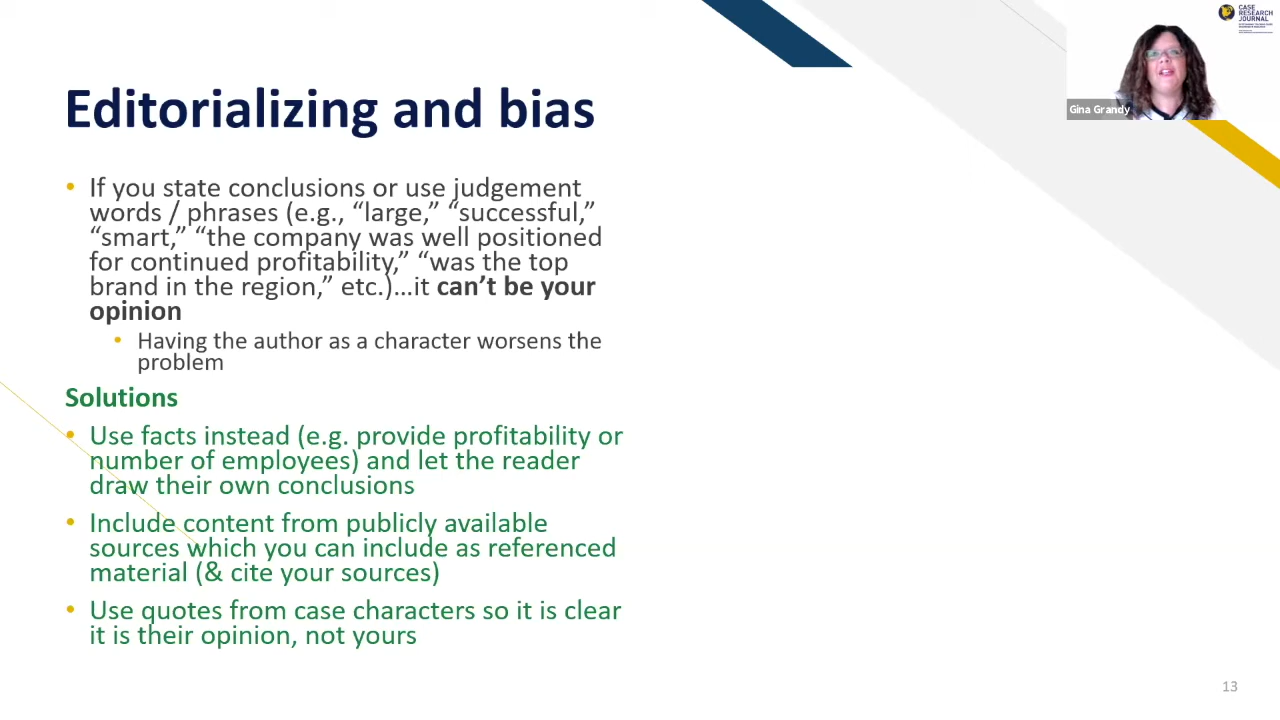 CASE
RESEARCH
JOURNAL
Gina Grandy
Editorializing and bias
• If you state conclusions or use judgement
words / phrases (e.g., “large,” “successful,”
“smart,” “the company was well positioned
for continued profitability,” “was the top
brand in the region,” etc.)…it can’t be your
opinion
• Having the author as a character worsens the
problem
Solutions
• Use facts instead (e.g. provide profitability or
number of employees) and let the reader
draw their own conclusions
• Include content from publicly available
sources which you can include as referenced
material (& cite your sources)
• Use quotes from case characters so it is clear
it is their opinion, not yours
13